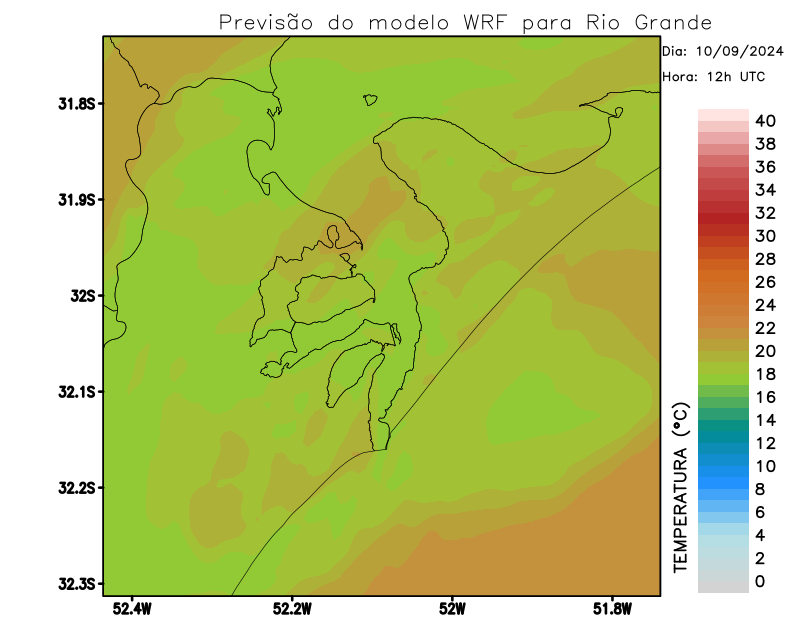 Previsão do modelo WRF para Rio Grande
Dia: 10/09/2024
Hora: 12h UTC
31.8S
31.9S
32S
32.1S
32.2S
32.3S
52.4W
52.2W
52W
51.8W
TEMPERATURA (°C)
40
38
36
34
32
30
28
26
24
22
20
18
16
14
12
10
8
6
4
2
0